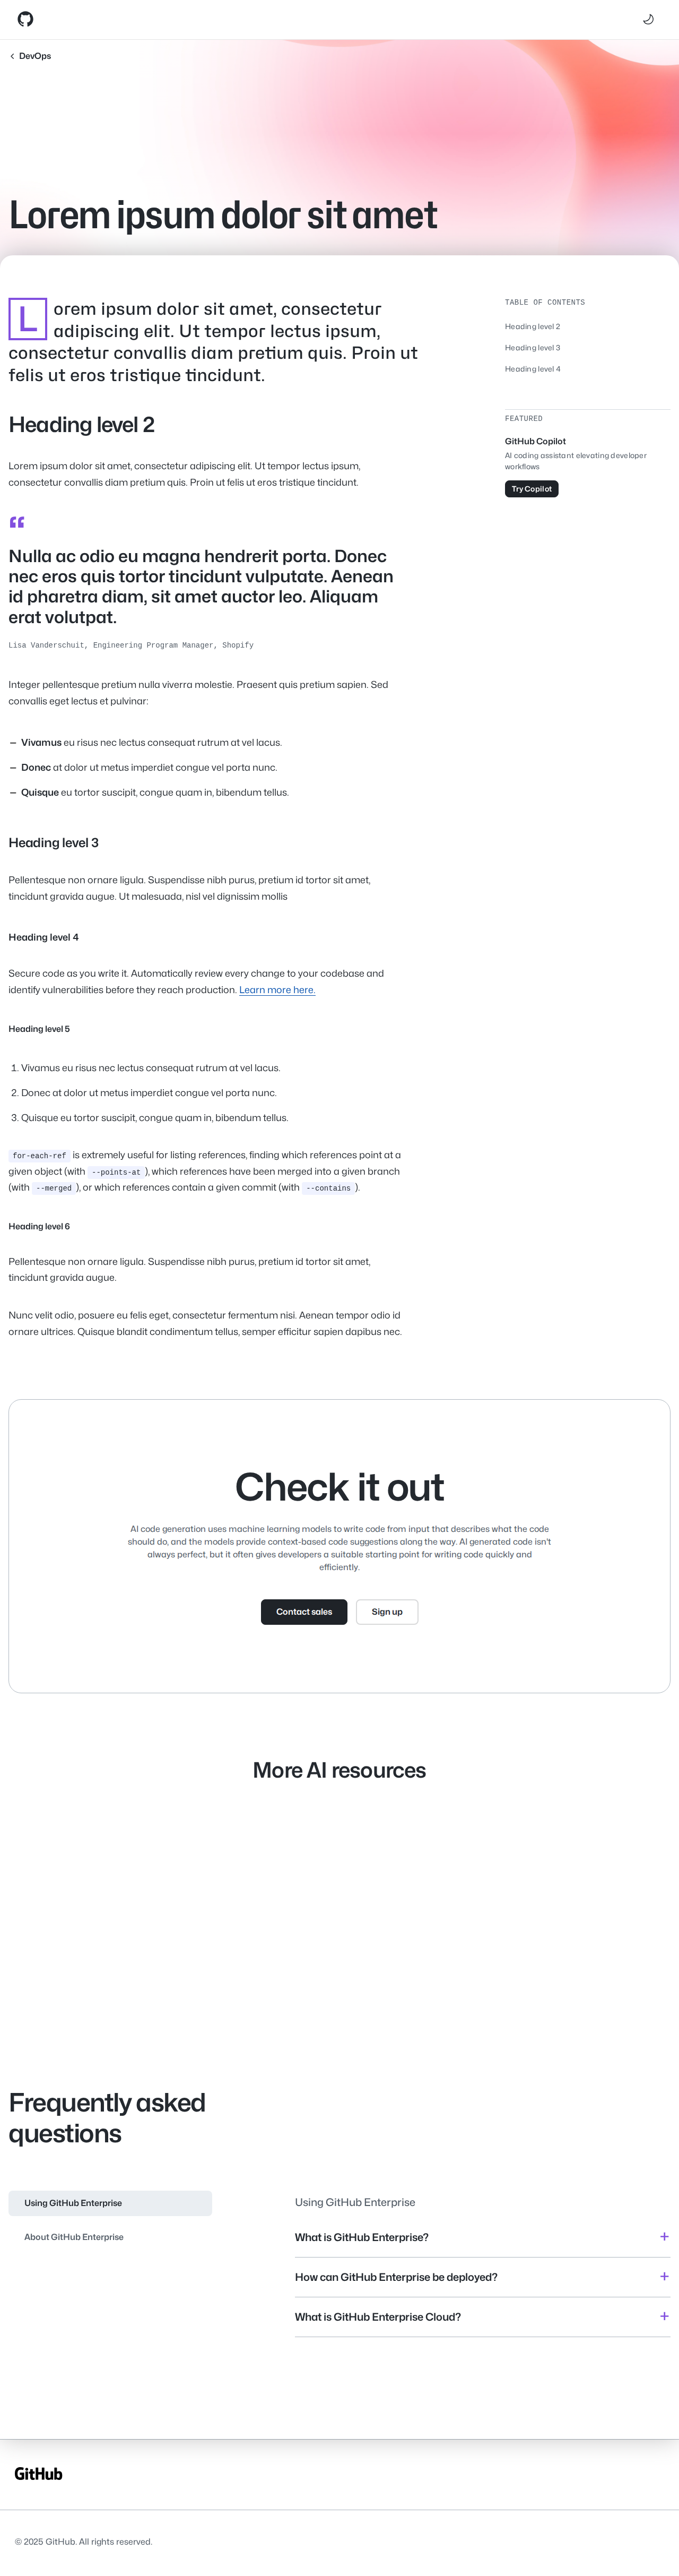 DevOps
Lorem ipsum dolor sit amet
Lorem ipsum dolor sit amet, consectetur
adipiscing elit. Ut tempor lectus ipsum,
consectetur convallis diam pretium quis. Proin ut
felis ut eros tristique tincidunt.
TABLE OF CONTENTS
Heading level 2
Heading level 3
Heading level 4
FEATURED
GitHub Copilot
AI coding assistant elevating developer
workflows
Try Copilot
Heading level 2
Lorem ipsum dolor sit amet, consectetur adipiscing elit. Ut tempor lectus ipsum,
consectetur convallis diam pretium quis. Proin ut felis ut eros tristique tincidunt.
“
Nulla ac odio eu magna hendrerit porta. Donec
nec eros quis tortor tincidunt vulputate. Aenean
id pharetra diam, sit amet auctor leo. Aliquam
erat volutpat.
Lisa Vanderschuit, Engineering Program Manager, Shopify
Integer pellentesque pretium nulla viverra molestie. Praesent quis pretium sapien. Sed
convallis eget lectus et pulvinar:
— Vivamus eu risus nec lectus consequat rutrum at vel lacus.
— Donec at dolor ut metus imperdiet congue vel porta nunc.
— Quisque eu tortor suscipit, congue quam in, bibendum tellus.
Heading level 3
Pellentesque non ornare ligula. Suspendisse nibh purus, pretium id tortor sit amet,
tincidunt gravida augue. Ut malesuada, nisl vel dignissim mollis
Heading level 4
Secure code as you write it. Automatically review every change to your codebase and
identify vulnerabilities before they reach production. Learn more here.
Heading level 5
1. Vivamus eu risus nec lectus consequat rutrum at vel lacus.
2. Donec at dolor ut metus imperdiet congue vel porta nunc.
3. Quisque eu tortor suscipit, congue quam in, bibendum tellus.
for-each-ref is extremely useful for listing references, finding which references point at a
given object (with --points-at ), which references have been merged into a given branch
(with --merged ), or which references contain a given commit (with --contains ).
Heading level 6
Pellentesque non ornare ligula. Suspendisse nibh purus, pretium id tortor sit amet,
tincidunt gravida augue.
Nunc velit odio, posuere eu felis eget, consectetur fermentum nisi. Aenean tempor odio id
ornare ultrices. Quisque blandit condimentum tellus, semper efficitur sapien dapibus nec.
Check it out
AI code generation uses machine learning models to write code from input that describes what the code
should do, and the models provide context-based code suggestions along the way. AI generated code isn't
always perfect, but it often gives developers a suitable starting point for writing code quickly and
efficiently.
Contact sales
Sign up
More AI resources
Frequently asked
questions
Using GitHub Enterprise
About GitHub Enterprise
Using GitHub Enterprise
What is GitHub Enterprise?
How can GitHub Enterprise be deployed?
What is GitHub Enterprise Cloud?
GitHub
© 2025 GitHub. All rights reserved.